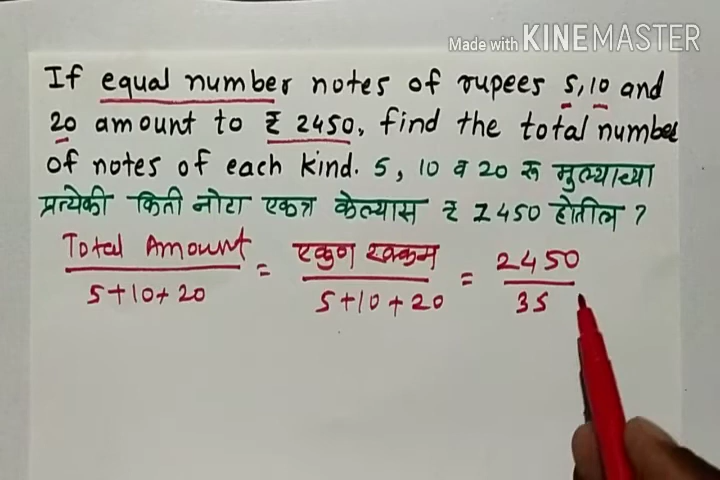 Made with KINEMASTER
If equal number notes of rupees 5, 10 and
20 amount to ₹ 2450, find the total number
of notes of each kind. 5, 10 व 20 रू मुल्याच्या
प्रत्येकी किती नोटा एकत्र केल्यास ₹ 2450 होतील ?
Total Amount / 5+10+20 = एकुण रक्कम / 5+10+20 = 2450 / 35